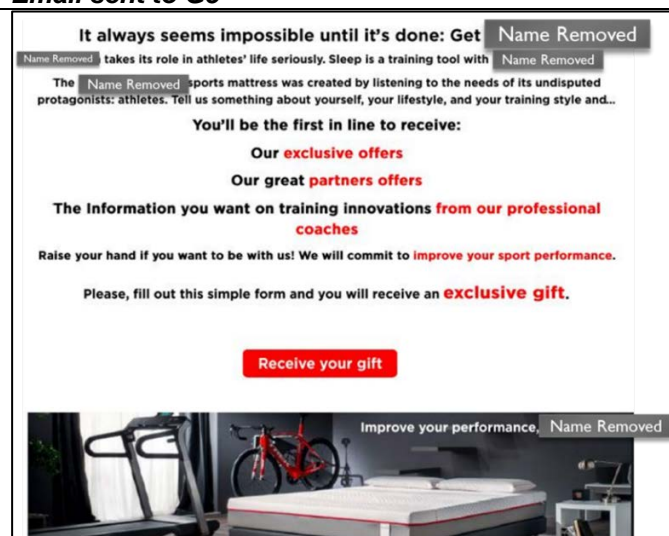 It always seems impossible until it's done: Get Name Removed
Name Removed takes its role in athletes' life seriously. Sleep is a training tool with Name Removed
The Name Removed sports mattress was created by listening to the needs of its undisputed
protagonists: athletes. Tell us something about yourself, your lifestyle, and your training style and...
You'll be the first in line to receive:
Our exclusive offers
Our great partners offers
The Information you want on training innovations from our professional
coaches
Raise your hand if you want to be with us! We will commit to improve your sport performance.
Please, fill out this simple form and you will receive an exclusive gift.
Receive your gift
Improve your performance, Name Removed